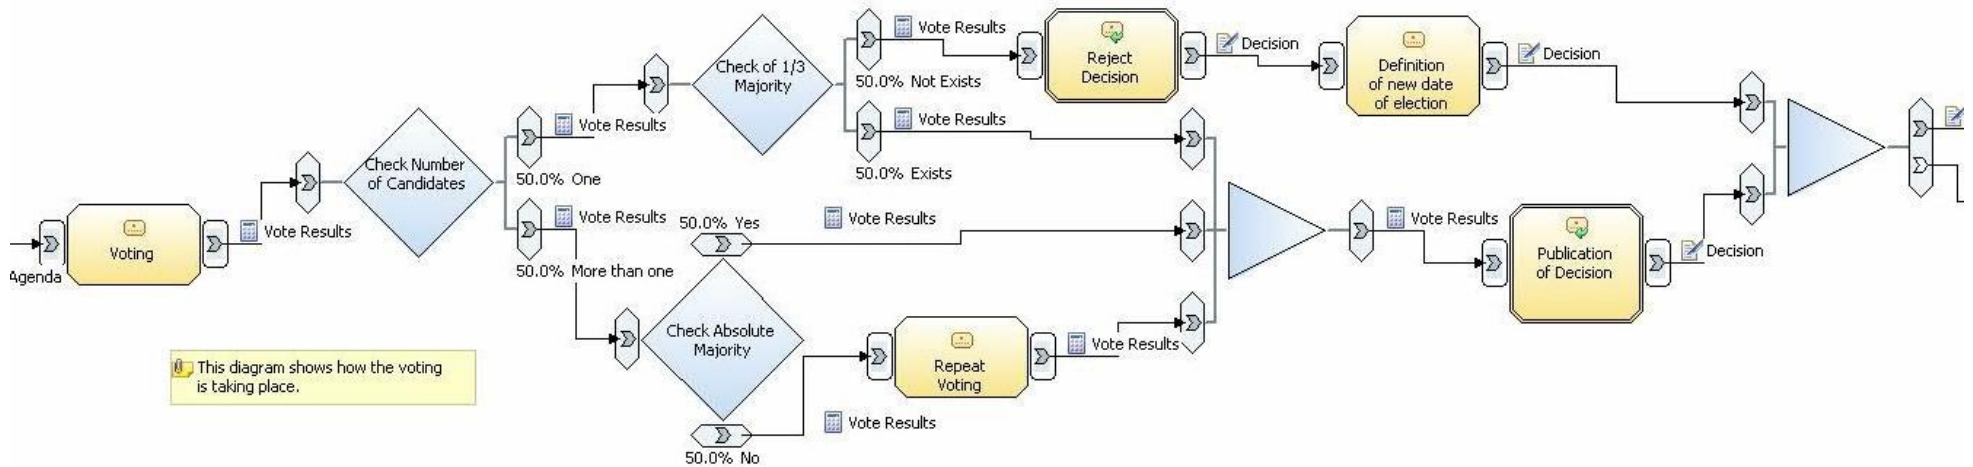 Agenda
Voting
Vote Results
Check Number
of Candidates
50.0% One
Vote Results
50.0% More than one
Vote Results
Check of 1/3
Majority
50.0% Not Exists
Vote Results
50.0% Exists
Vote Results
Reject
Decision
Decision
Definition
of new date
of election
Decision
50.0% Yes
Vote Results
Check Absolute
Majority
50.0% No
Vote Results
Repeat
Voting
Vote Results
Vote Results
Publication
of Decision
Decision
This diagram shows how the voting
is taking place.